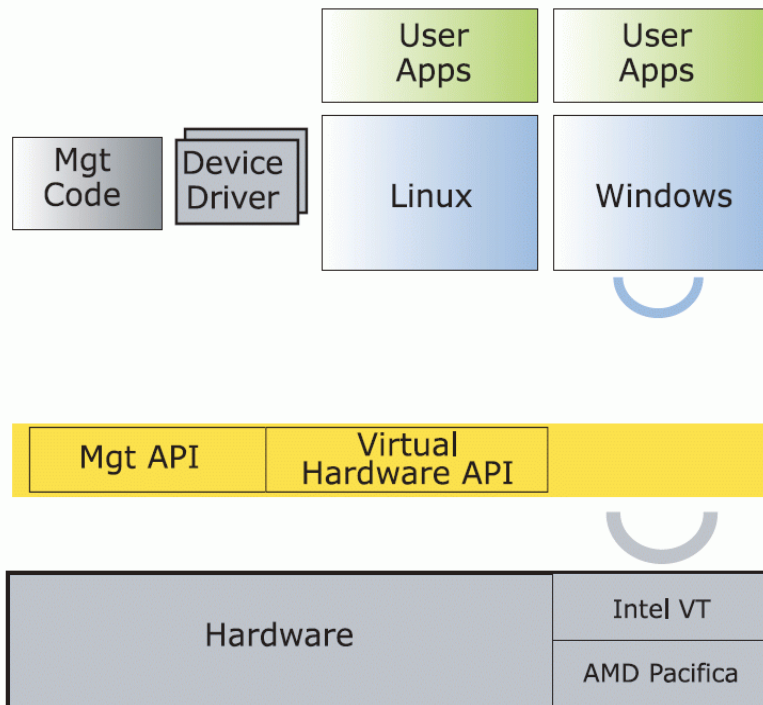 User
Apps
User
Apps
Mgt
Code
Device
Driver
Linux
Windows
Mgt API
Virtual
Hardware API
Hardware
Intel VT
AMD Pacifica